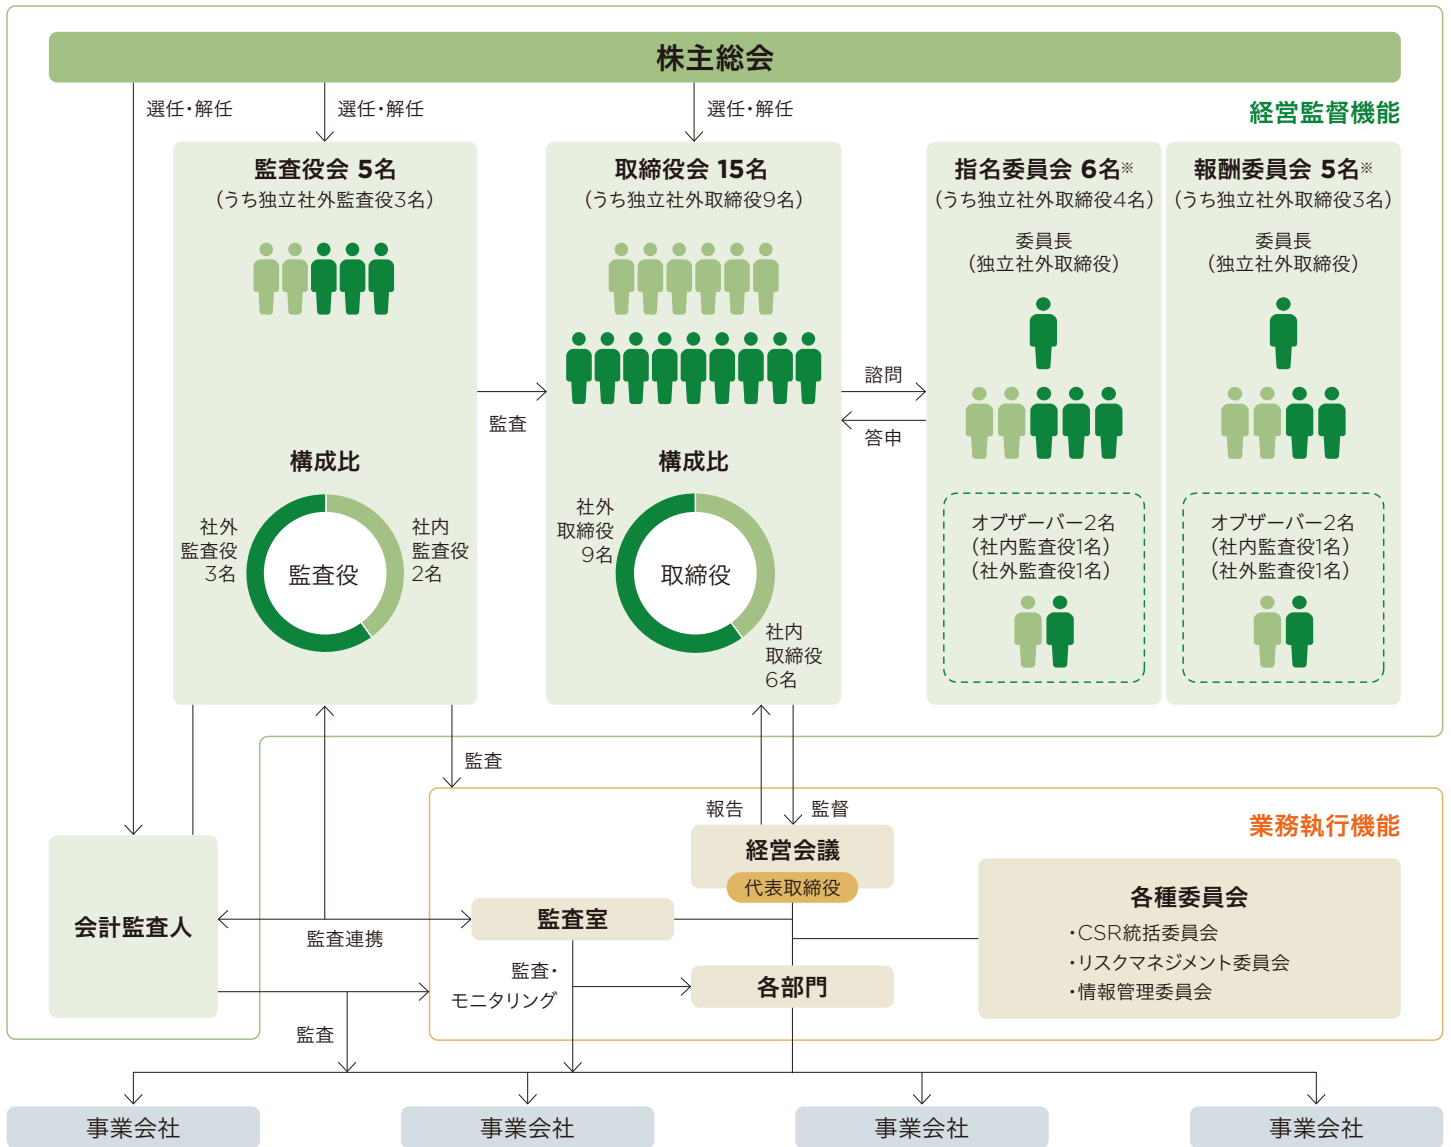 株主総会
選任・解任
選任・解任
選任・解任
経営監督機能
監査役会 5名
(うち独立社外監査役3名)
構成比
社外
監査役
3名
監査役
社内
監査役
2名
監査
取締役会 15名
(うち独立社外取締役9名)
構成比
社外
取締役
9名
取締役
社内
取締役
6名
諮問
答申
指名委員会 6名※
(うち独立社外取締役4名)
委員長
(独立社外取締役)
オブザーバー2名
(社内監査役1名)
(社外監査役1名)
報酬委員会 5名※
(うち独立社外取締役3名)
委員長
(独立社外取締役)
オブザーバー2名
(社内監査役1名)
(社外監査役1名)
監査
報告
監督
業務執行機能
経営会議
代表取締役
会計監査人
監査連携
監査室
監査・
モニタリング
各部門
各種委員会
・CSR統括委員会
・リスクマネジメント委員会
・情報管理委員会
監査
事業会社
事業会社
事業会社
事業会社